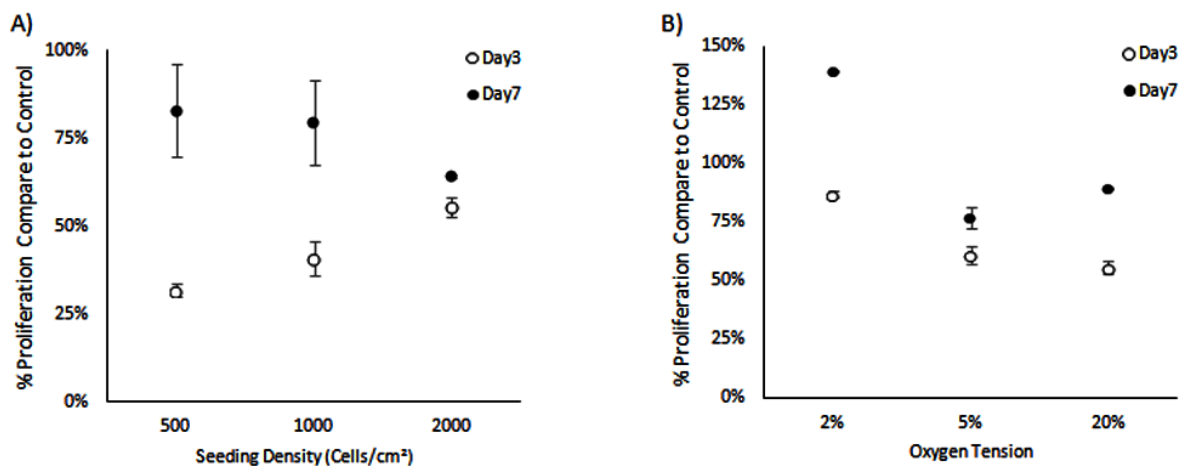 A)
% Proliferation Compare to Control
100%
75%
50%
25%
0%
Day3
Day7
500 1000 2000
Seeding Density (Cells/cm²)
B)
% Proliferation Compare to Control
150%
125%
100%
75%
50%
25%
0%
Day3
Day7
2% 5% 20%
Oxygen Tension